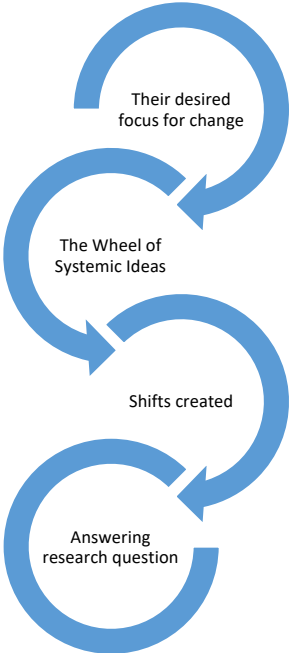 Their desired
focus for change
The Wheel of
Systemic Ideas
Shifts created
Answering
research question